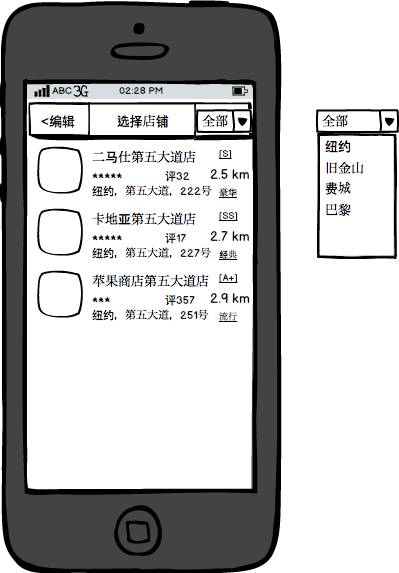 ABC 3G 02:28 PM
<编辑 选择店铺 全部
二马仕第五大道店 [S]
***** 评32 2.5 km
纽约，第五大道，222号 豪华
卡地亚第五大道店 [SS]
***** 评17 2.7 km
纽约，第五大道，227号 经典
苹果商店第五大道店 [A+]
*** 评357 2.9 km
纽约，第五大道，251号 流行
全部
纽约
旧金山
费城
巴黎